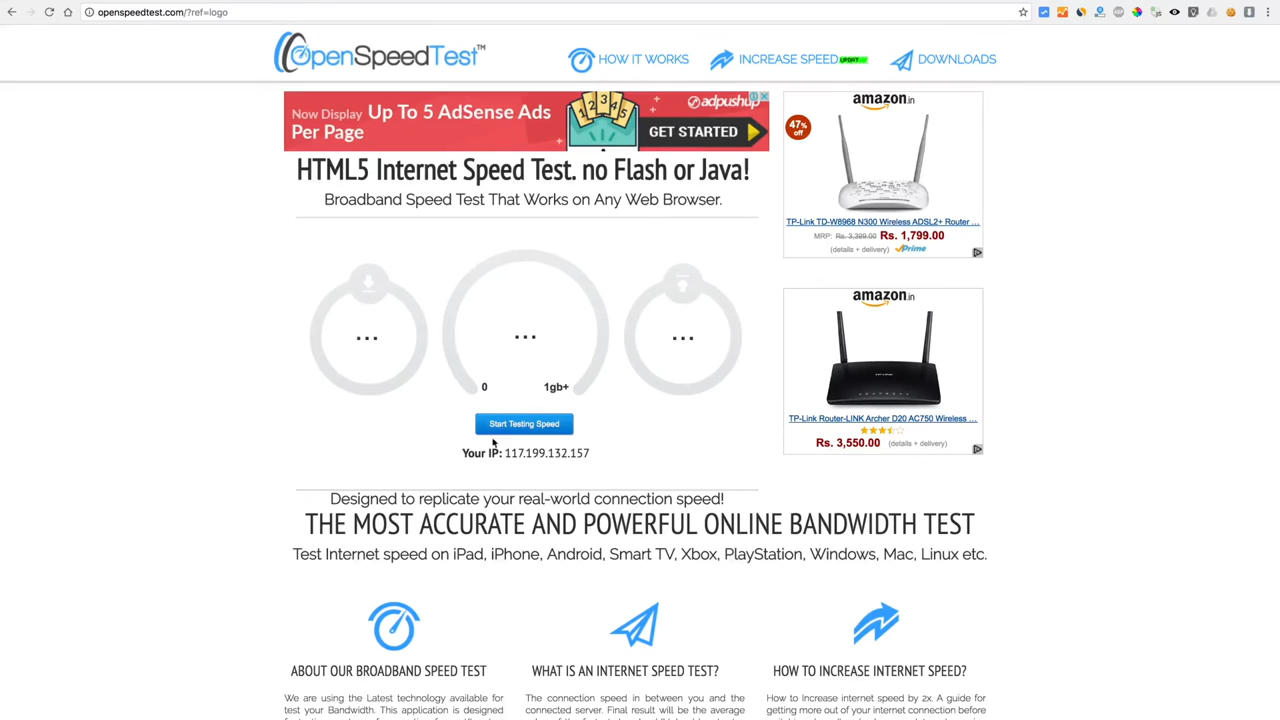 openspeedtest.com/?ref=logo
OpenSpeedTest™
HOW IT WORKS
INCREASE SPEED
DOWNLOADS
Now Display Up To 5 AdSense Ads
Per Page
1 2 3 4 5
adpushup
GET STARTED
HTML5 Internet Speed Test. no Flash or Java!
Broadband Speed Test That Works on Any Web Browser.
...
...
...
0
1gb+
Start Testing Speed
Your IP: 117.199.132.157
amazon.in
47%
off
TP-Link TD-W8968 N300 Wireless ADSL2+ Router ...
MRP: Rs. 3,399.00 Rs. 1,799.00
(details + delivery) Prime
amazon.in
TP-Link Router-LINK Archer D20 AC750 Wireless ...
Rs. 3,550.00 (details + delivery)
Designed to replicate your real-world connection speed!
THE MOST ACCURATE AND POWERFUL ONLINE BANDWIDTH TEST
Test Internet speed on iPad, iPhone, Android, Smart TV, Xbox, PlayStation, Windows, Mac, Linux etc.
ABOUT OUR BROADBAND SPEED TEST
We are using the Latest technology available for
test your Bandwidth. This application is designed
WHAT IS AN INTERNET SPEED TEST?
The connection speed in between you and the
connected server. Final result will be the average
HOW TO INCREASE INTERNET SPEED?
How to Increase internet speed by 2x. A guide for
getting more out of your internet connection before